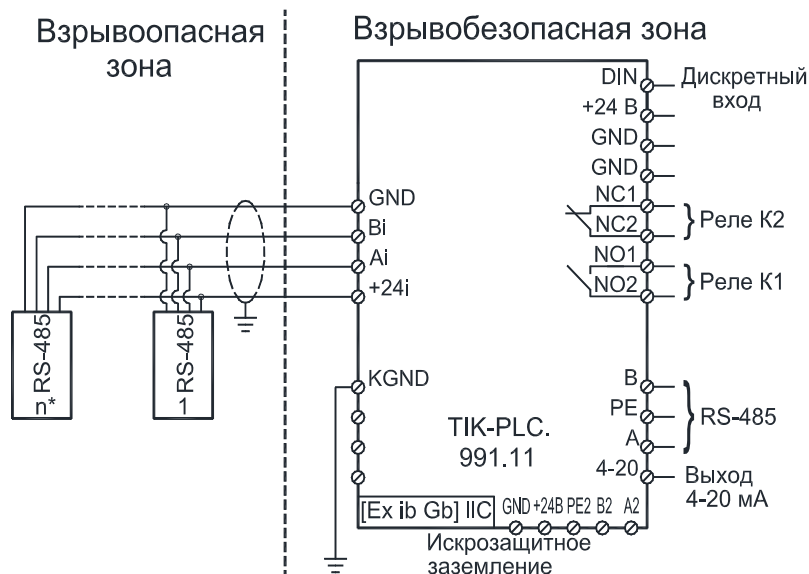 Взрывоопасная
зона
Взрывобезопасная зона
DIN
Дискретный
вход
+24 В
GND
GND
GND
Bi
Ai
+24i
NC1
NC2
Реле К2
NO1
NO2
Реле К1
RS-485
n*
RS-485
1
KGND
B
PE
A
RS-485
4-20
Выход
4-20 мА
TIK-PLC.
991.11
[Ex ib Gb] IIC
GND +24В PE2 B2 A2
Искрозащитное
заземление